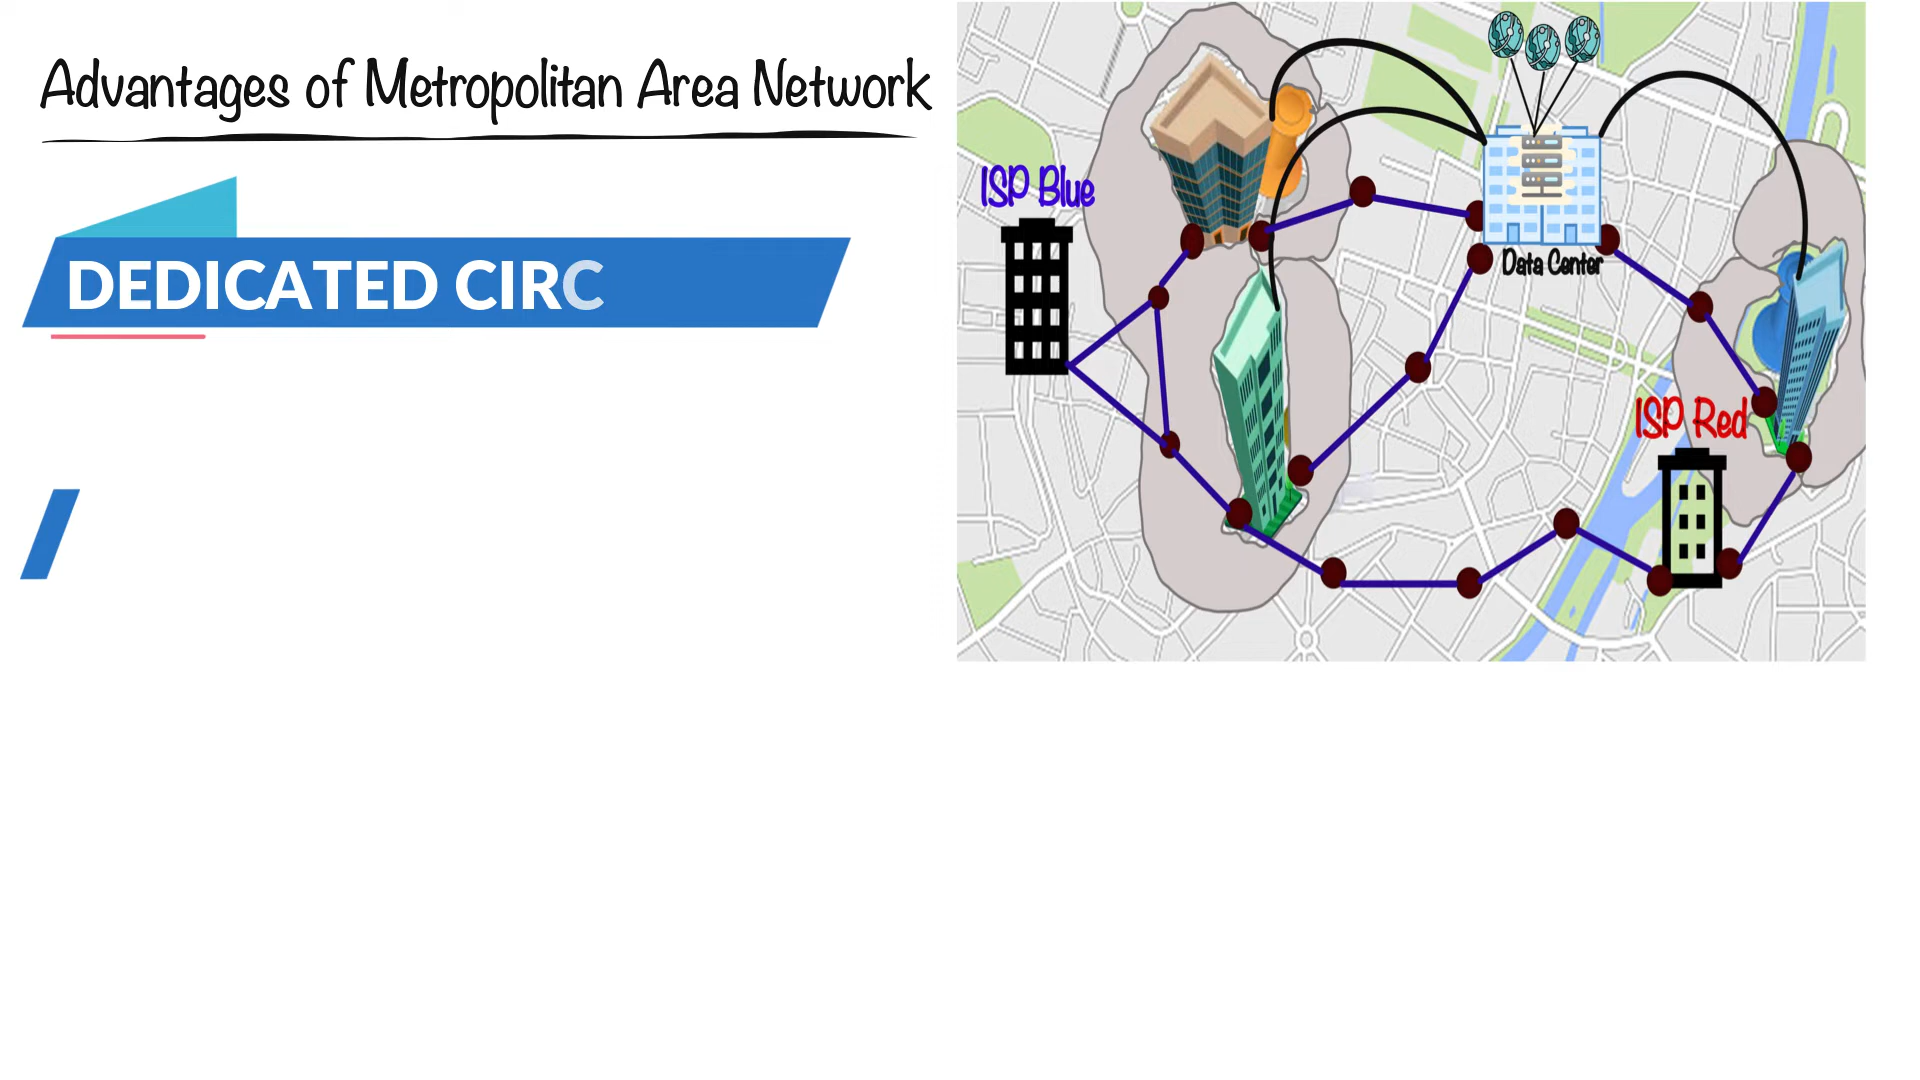 Advantages of Metropolitan Area Network
DEDICATED CIRC
ISP Blue
Data Center
ISP Red